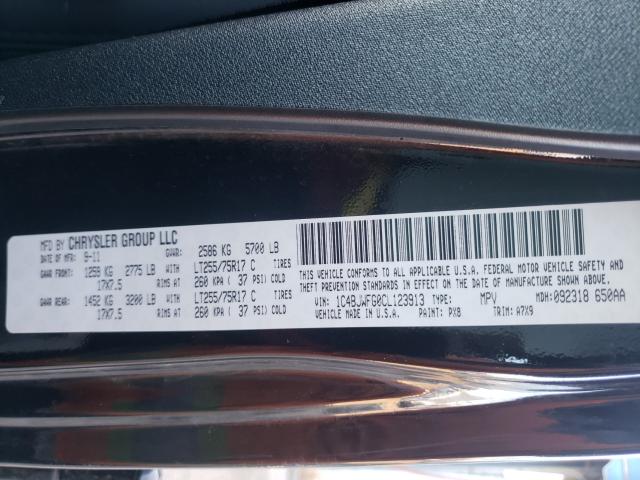 MFD BY CHRYSLER GROUP LLC
DATE OF MFR 9-11 GVWR: 2586 KG 5700 LB
GAWR FRONT: 1259 KG 2775 LB WITH LT255/75R17 C TIRES
17X7.5 RIMS AT 260 KPA ( 37 PSI) COLD
GAWR REAR: 1452 KG 3200 LB WITH LT255/75R17 C TIRES
17X7.5 RIMS AT 260 KPA ( 37 PSI) COLD
THIS VEHICLE CONFORMS TO ALL APPLICABLE U.S.A. FEDERAL MOTOR VEHICLE SAFETY AND
THEFT PREVENTION STANDARDS IN EFFECT ON THE DATE OF MANUFACTURE SHOWN ABOVE.
VIN: 1C4BJWFG0CL123913 TYPE: MPV MDH: 092318 650AA
MADE IN U.S.A. PAINT: PX8 TRIM: A7X9